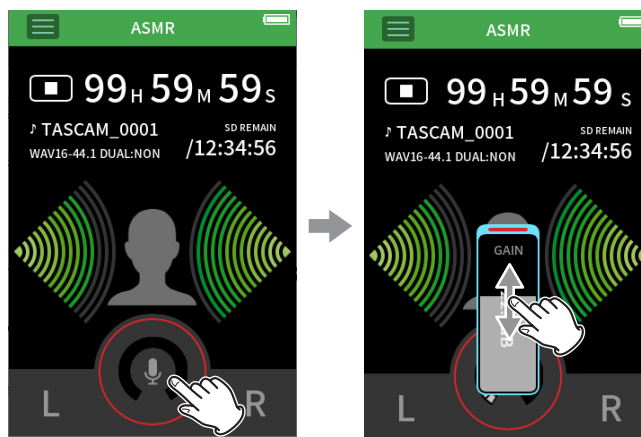 ASMR
99H59M59S
♪ TASCAM_0001
SD REMAIN
WAV16-44.1 DUAL:NON
/12:34:56
L
R
ASMR
99H59M59S
♪ TASCAM_0001
SD REMAIN
WAV16-44.1 DUAL:NON
/12:34:56
GAIN
L
R